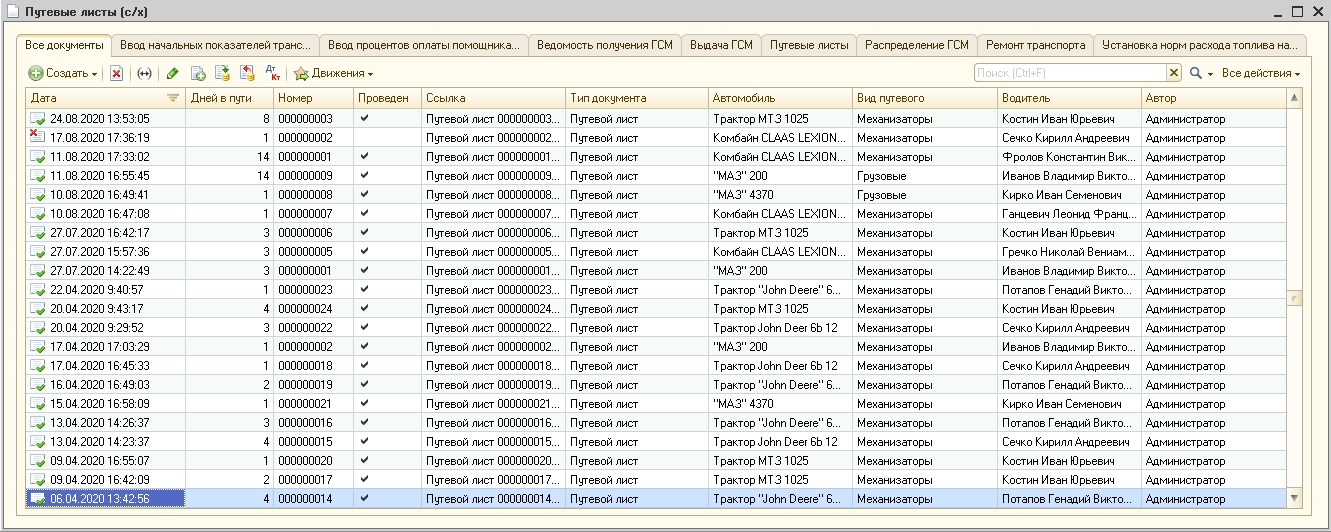 Путевые листы (с/х)
Все документы Ввод начальных показателей транс... Ввод процентов оплаты помощника... Ведомость получения ГСМ Выдача ГСМ Путевые листы Распределение ГСМ Ремонт транспорта Установка норм расхода топлива на...
Создать Дт Кт Движения Поиск (Ctrl+F) Все действия
Дата Дней в пути Номер Проведен Ссылка Тип документа Автомобиль Вид путевого Водитель Автор
24.08.2020 13:53:05 8 000000003 Путевой лист 000000003... Путевой лист Трактор МТЗ 1025 Механизаторы Костин Иван Юрьевич Администратор
17.08.2020 17:36:19 1 000000002 Путевой лист 000000002... Путевой лист Комбайн CLAAS LEXION... Механизаторы Сечко Кирилл Андреевич Администратор
11.08.2020 17:33:02 14 000000001 Путевой лист 000000001... Путевой лист Комбайн CLAAS LEXION... Механизаторы Фролов Константин Вик... Администратор
11.08.2020 16:55:45 14 000000009 Путевой лист 000000009... Путевой лист "МАЗ" 200 Грузовые Иванов Владимир Викто... Администратор
10.08.2020 16:49:41 1 000000008 Путевой лист 000000008... Путевой лист "МАЗ" 4370 Грузовые Кирко Иван Семенович Администратор
10.08.2020 16:47:08 1 000000007 Путевой лист 000000007... Путевой лист Комбайн CLAAS LEXION... Механизаторы Ганцевич Леонид Франц... Администратор
27.07.2020 16:42:17 3 000000006 Путевой лист 000000006... Путевой лист Трактор МТЗ 1025 Механизаторы Костин Иван Юрьевич Администратор
27.07.2020 15:57:36 3 000000005 Путевой лист 000000005... Путевой лист Комбайн CLAAS LEXION... Механизаторы Гречко Николай Вениам... Администратор
27.07.2020 14:22:49 3 000000001 Путевой лист 000000001... Путевой лист "МАЗ" 200 Механизаторы Иванов Владимир Викто... Администратор
22.04.2020 9:40:57 1 000000023 Путевой лист 000000023... Путевой лист Трактор "John Deere" 6... Механизаторы Потапов Генадий Викто... Администратор
20.04.2020 9:43:17 4 000000024 Путевой лист 000000024... Путевой лист Трактор МТЗ 1025 Механизаторы Костин Иван Юрьевич Администратор
20.04.2020 9:29:52 3 000000022 Путевой лист 000000022... Путевой лист Трактор John Deer 6b 12 Механизаторы Сечко Кирилл Андреевич Администратор
17.04.2020 17:03:29 1 000000002 Путевой лист 000000002... Путевой лист "МАЗ" 200 Механизаторы Иванов Владимир Викто... Администратор
17.04.2020 16:45:33 1 000000018 Путевой лист 000000018... Путевой лист Трактор John Deer 6b 12 Механизаторы Сечко Кирилл Андреевич Администратор
16.04.2020 16:49:03 2 000000019 Путевой лист 000000019... Путевой лист Трактор "John Deere" 6... Механизаторы Потапов Генадий Викто... Администратор
15.04.2020 16:58:09 1 000000021 Путевой лист 000000021... Путевой лист "МАЗ" 4370 Механизаторы Кирко Иван Семенович Администратор
13.04.2020 14:26:37 3 000000016 Путевой лист 000000016... Путевой лист Трактор "John Deere" 6... Механизаторы Потапов Генадий Викто... Администратор
13.04.2020 14:23:37 4 000000015 Путевой лист 000000015... Путевой лист Трактор John Deer 6b 12 Механизаторы Сечко Кирилл Андреевич Администратор
09.04.2020 16:55:07 1 000000020 Путевой лист 000000020... Путевой лист Трактор МТЗ 1025 Механизаторы Костин Иван Юрьевич Администратор
09.04.2020 16:42:09 2 000000017 Путевой лист 000000017... Путевой лист Трактор МТЗ 1025 Механизаторы Костин Иван Юрьевич Администратор
06.04.2020 13:42:56 4 000000014 Путевой лист 000000014... Путевой лист Трактор "John Deere" 6... Механизаторы Потапов Генадий Викто... Администратор